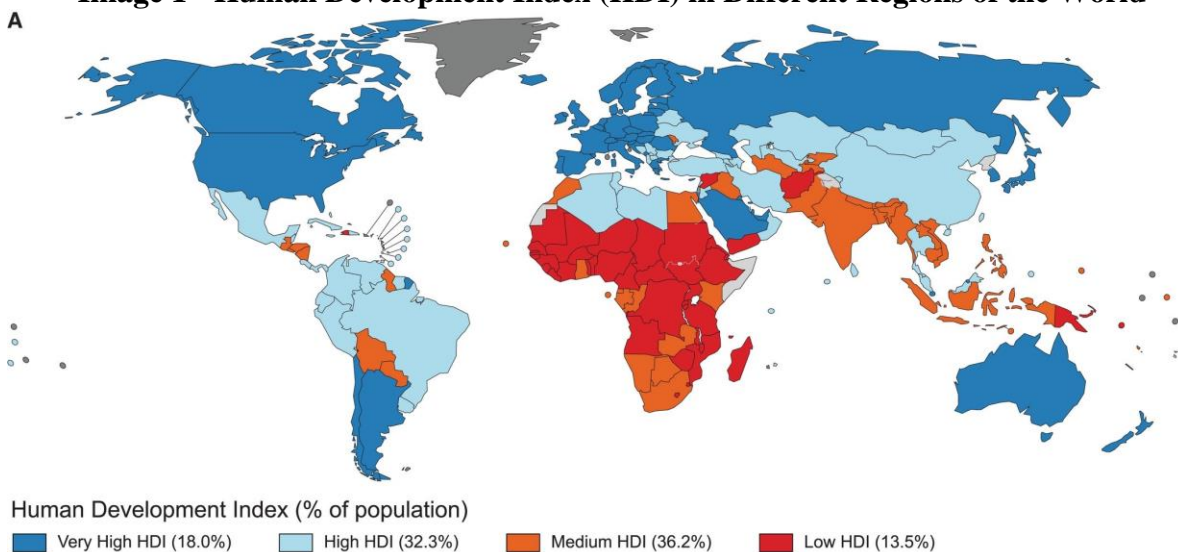 Image 1 - Human Development Index (HDI) in Different Regions of the World
A
Human Development Index (% of population)
Very High HDI (18.0%) High HDI (32.3%) Medium HDI (36.2%) Low HDI (13.5%)